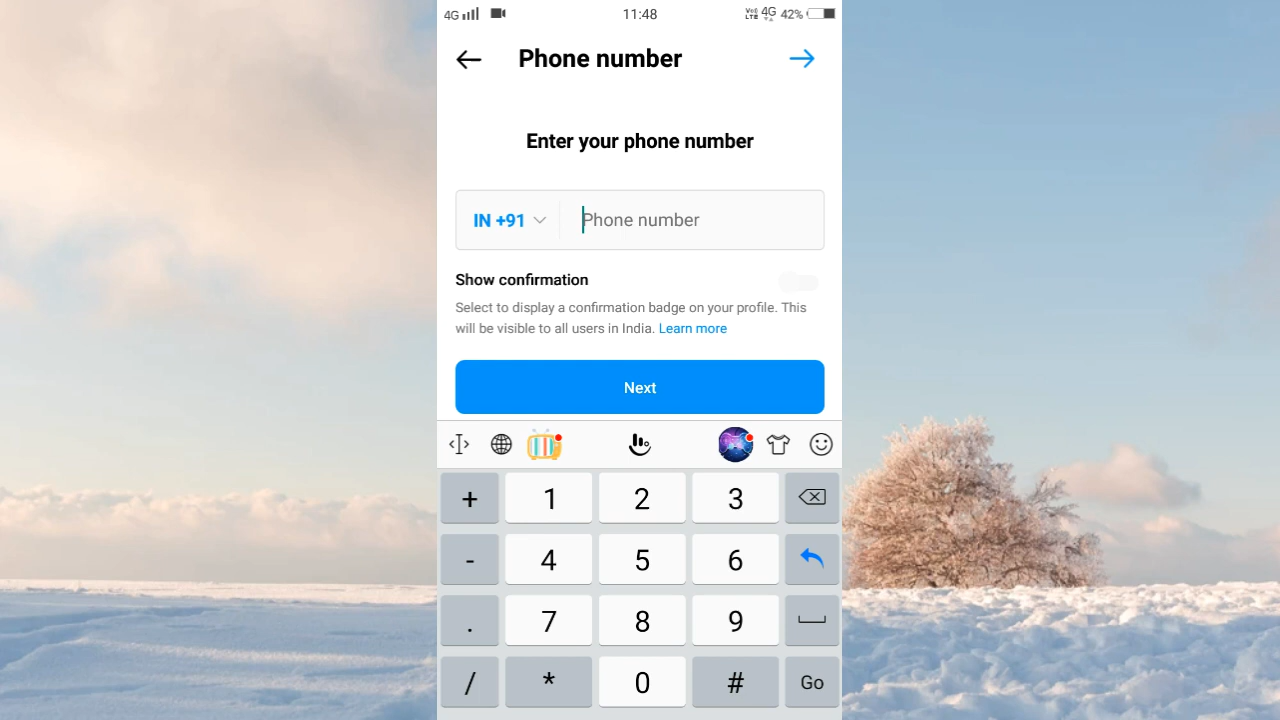 4G 11:48 VoD LTE 4G 42%
Phone number
Enter your phone number
IN +91 Phone number
Show confirmation
Select to display a confirmation badge on your profile. This
will be visible to all users in India. Learn more
Next
+ 1 2 3
- 4 5 6
. 7 8 9
/ * 0 # Go